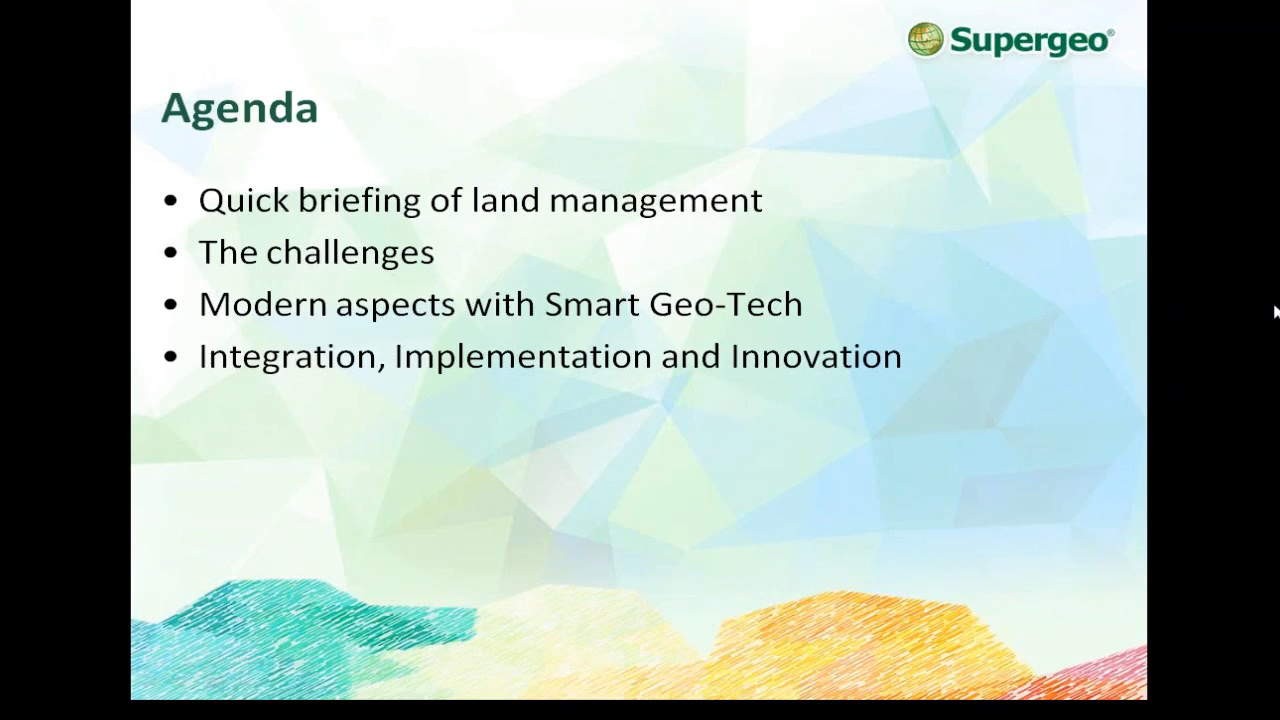 Supergeo®
Agenda
• Quick briefing of land management
• The challenges
• Modern aspects with Smart Geo-Tech
• Integration, Implementation and Innovation